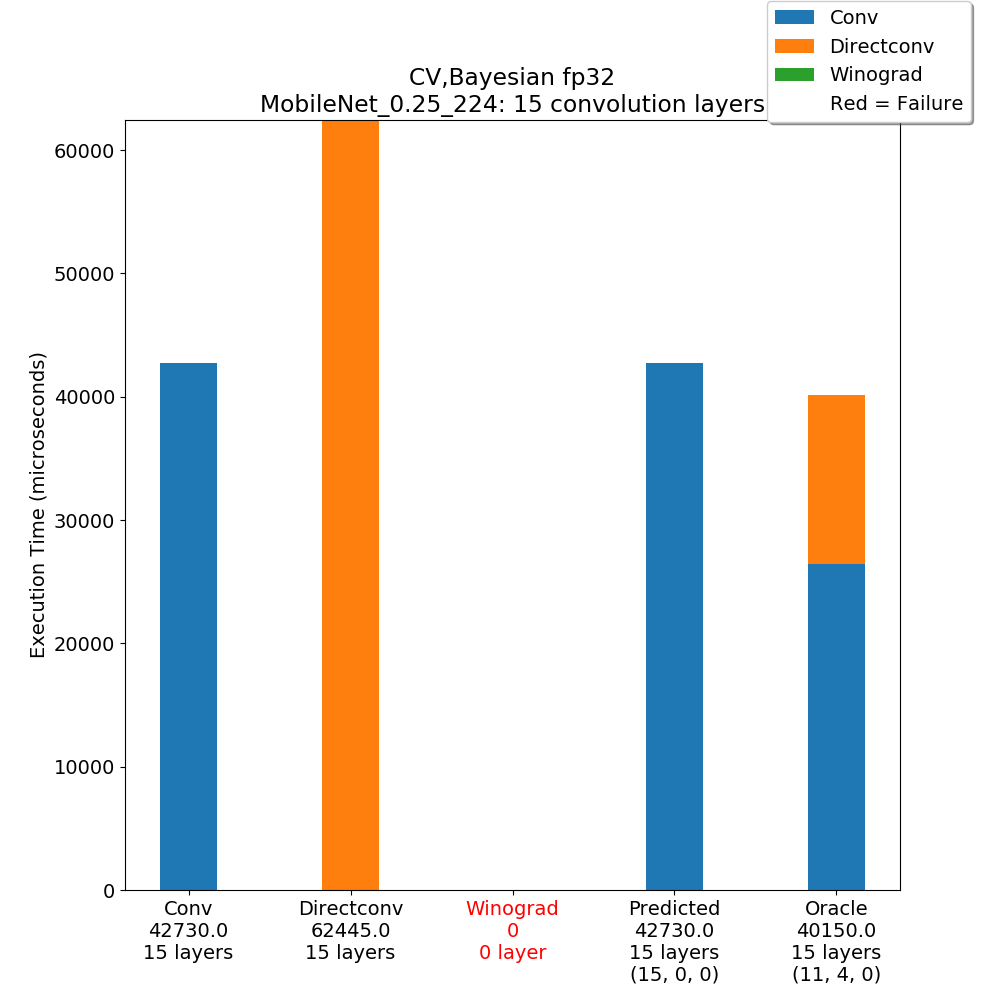 Conv
Directconv
Winograd
Red = Failure
CV,Bayesian fp32
MobileNet_0.25_224: 15 convolution layers
Execution Time (microseconds)
60000
50000
40000
30000
20000
10000
0
Conv
42730.0
15 layers
Directconv
62445.0
15 layers
Winograd
0
0 layer
Predicted
42730.0
15 layers
(15, 0, 0)
Oracle
40150.0
15 layers
(11, 4, 0)